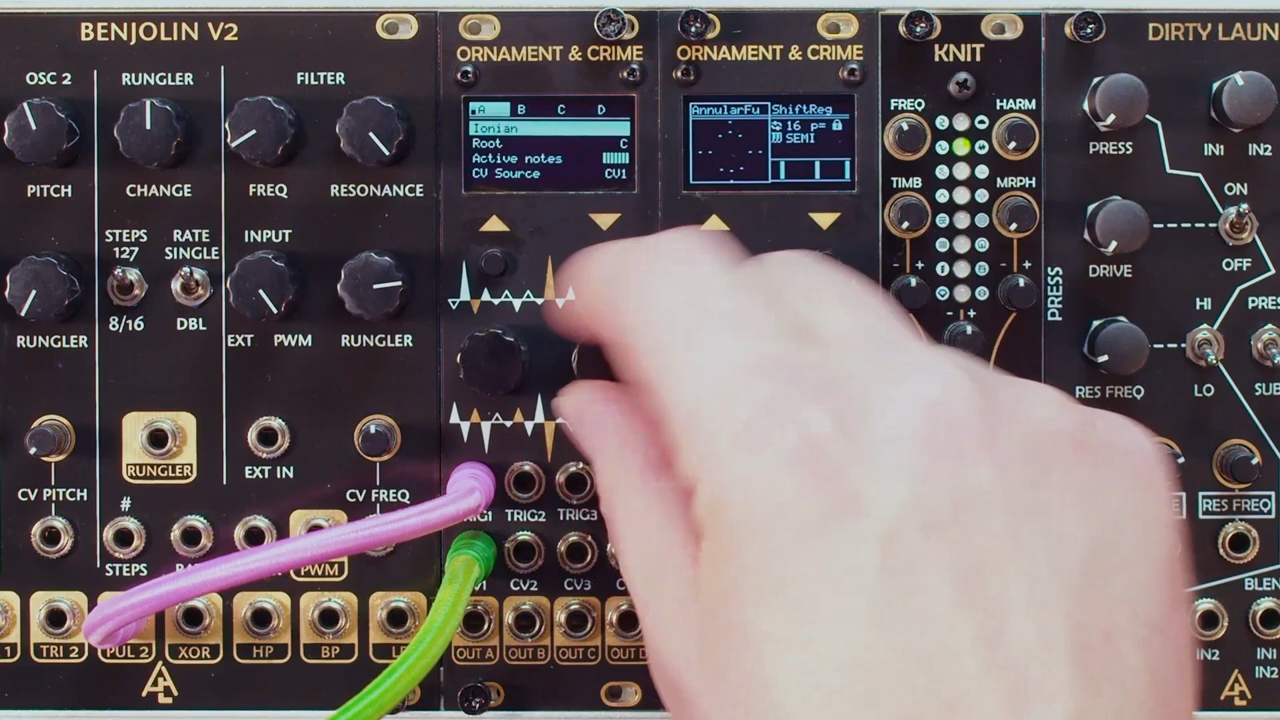 BENJOLIN V2
OSC 2
RUNGLER
FILTER
PITCH
CHANGE
FREQ
RESONANCE
STEPS
127
RATE
SINGLE
INPUT
8/16
DBL
RUNGLER
EXT
PWM
RUNGLER
RUNGLER
EXT IN
CV PITCH
#
STEPS
CV FREQ
PWM
TRI 2
PUL 2
XOR
HP
BP
ORNAMENT & CRIME
A B C D
Ionian
Root C
Active notes
CV Source CV1
TRIG2
TRIG3
CV2
CV3
OUT A
OUT B
OUT C
ORNAMENT & CRIME
AnnularFu
ShiftReg
16 p=
SEMI
KNIT
FREQ
HARM
TIMB
MRPH
- +
- +
- +
DIRTY LAUN
PRESS
IN1
IN2
ON
OFF
DRIVE
PRESS
HI
LO
RES FREQ
RES FREQ
IN2
IN1
IN2